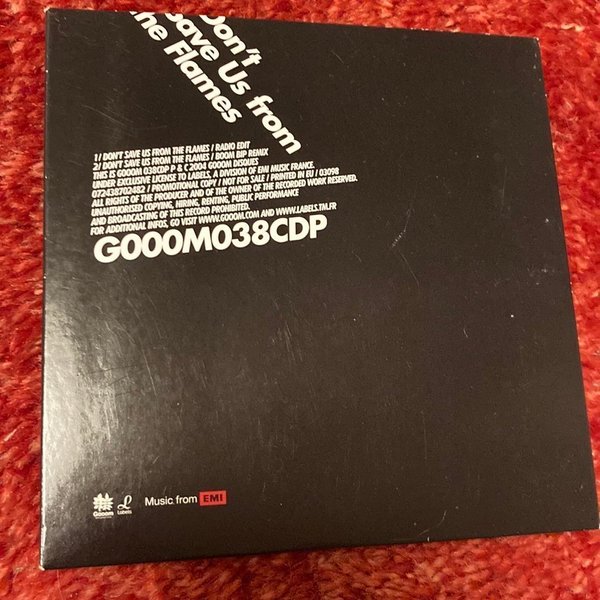 Don't
Save Us from
the Flames
1/ DON'T SAVE US FROM THE FLAMES / RADIO EDIT
2/ DON'T SAVE US FROM THE FLAMES / BOOM BIP REMIX
THIS IS GOOOM 038CDP P & C 2004 GOOOM DISQUES
UNDER EXCLUSIVE LICENSE TO LABELS, A DIVISION OF EMI MUSIC FRANCE.
072438702482 / PROMOTIONAL COPY / NOT FOR SALE / PRINTED IN EU / 03098
ALL RIGHTS OF THE PRODUCER AND OF THE OWNER OF THE RECORDED WORK RESERVED.
UNAUTHORISED COPYING, HIRING, RENTING, PUBLIC PERFORMANCE
AND BROADCASTING OF THIS RECORD PROHIBITED.
FOR ADDITIONAL INFOS, GO VISIT WWW.GOOOM.COM AND WWW.LABELS.TM.FR
GOOOM038CDP
Gooom
Labels
Music from EMI